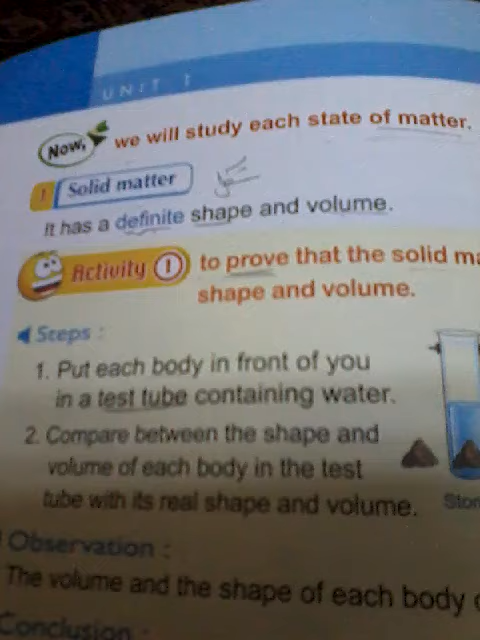 UNIT 1
Now, we will study each state of matter.
1 Solid matter
It has a definite shape and volume.
Activity 1 to prove that the solid
shape and volume.
Steps :
1. Put each body in front of you
in a test tube containing water.
2. Compare between the shape and
volume of each body in the test
tube with its real shape and volume.
Observation :
The volume and the shape of each body
Conclusion :